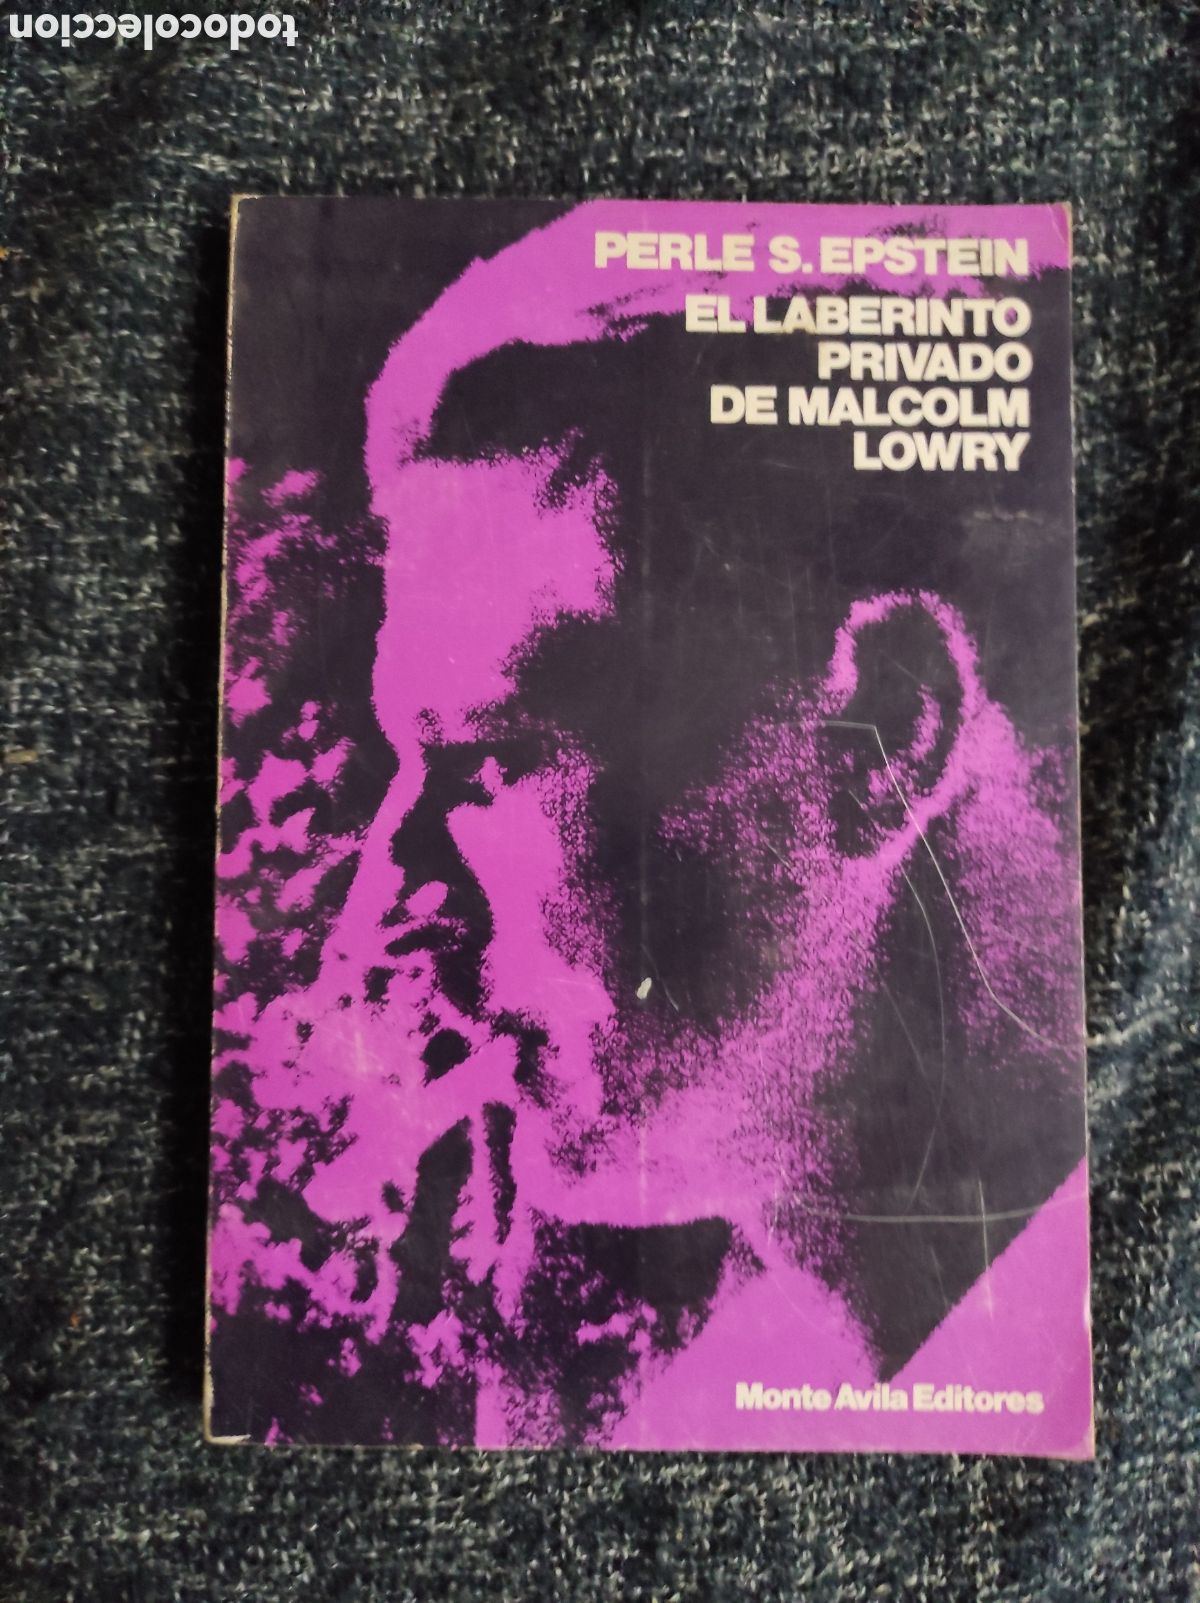 todocoleccion
PERLE S. EPSTEIN
EL LABERINTO
PRIVADO
DE MALCOLM
LOWRY
Monte Avila Editores